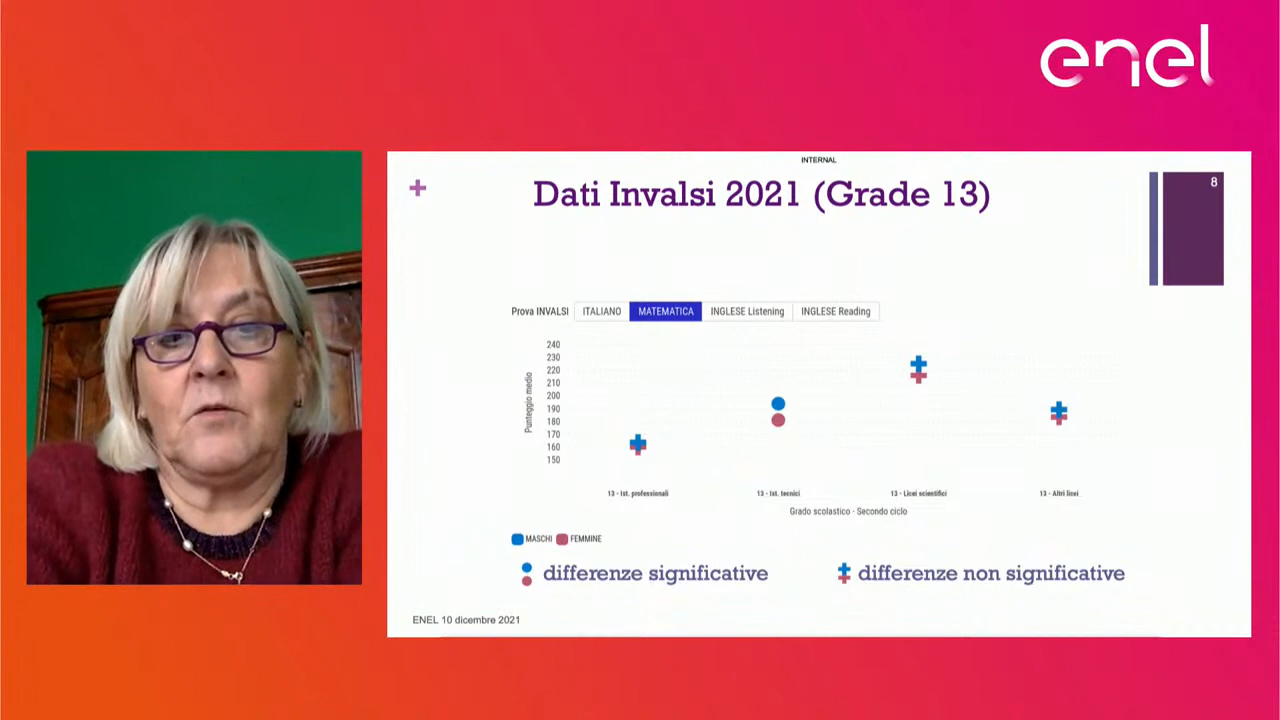 enel
INTERNAL
Dati Invalsi 2021 (Grade 13)
8
Prova INVALSI ITALIANO MATEMATICA INGLESE Listening INGLESE Reading
Punteggio medio
240
230
220
210
200
190
180
170
160
150
13 - Ist. professionali 13 - Ist. tecnici 13 - Licei scientifici 13 - Altri licei
Grado scolastico - Secondo ciclo
MASCHI FEMMINE
differenze significative differenze non significative
ENEL 10 dicembre 2021